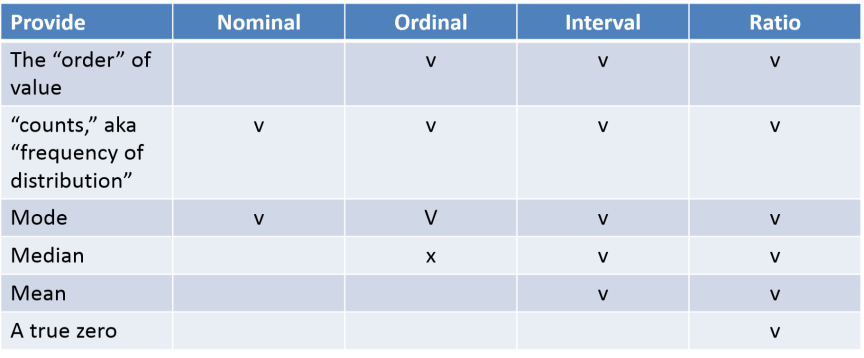 Provide Nominal Ordinal Interval Ratio
The “order” of v v v
value
“counts,” aka v v v v
“frequency of
distribution”
Mode v V v v
Median x v v
Mean v v
A true zero v